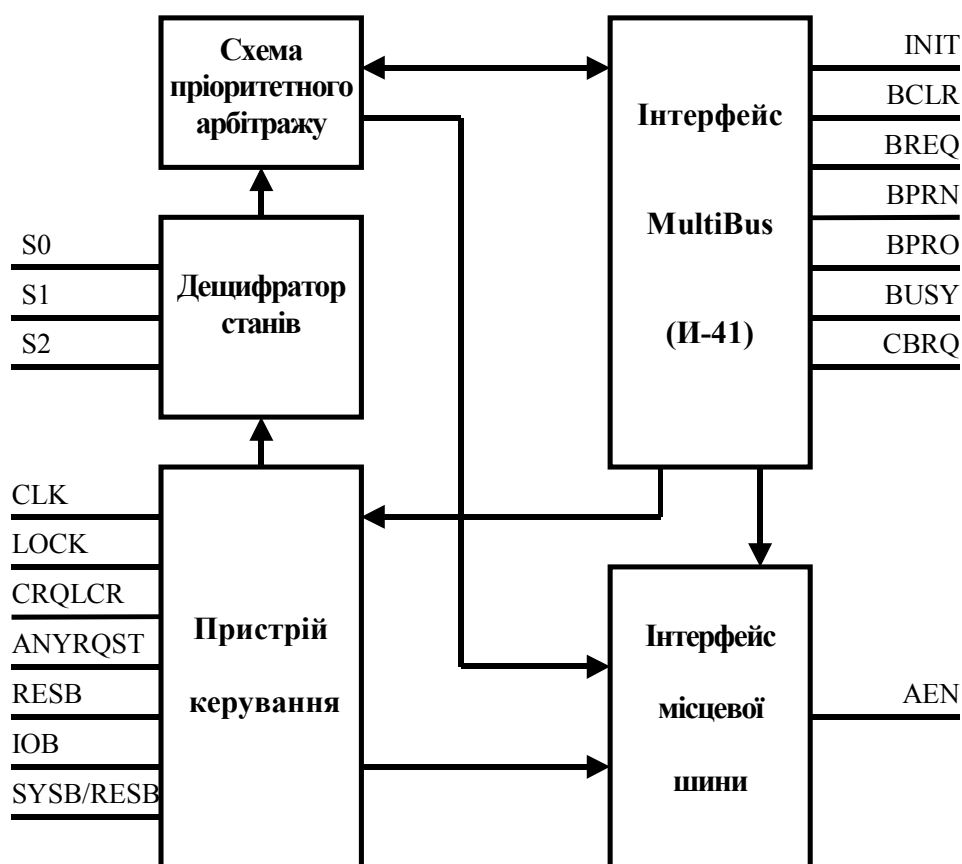 Схема
пріоритетного
арбітражу
Інтерфейс
MultiBus
(И-41)
INIT
BCLR
BREQ
BPRN
BPRO
BUSY
CBRQ
S0
S1
S2
Дещифратор
станів
CLK
LOCK
CRQLCR
ANYRQST
RESB
IOB
SYSB/RESB
Пристрій
керування
Інтерфейс
місцевої
шини
AEN